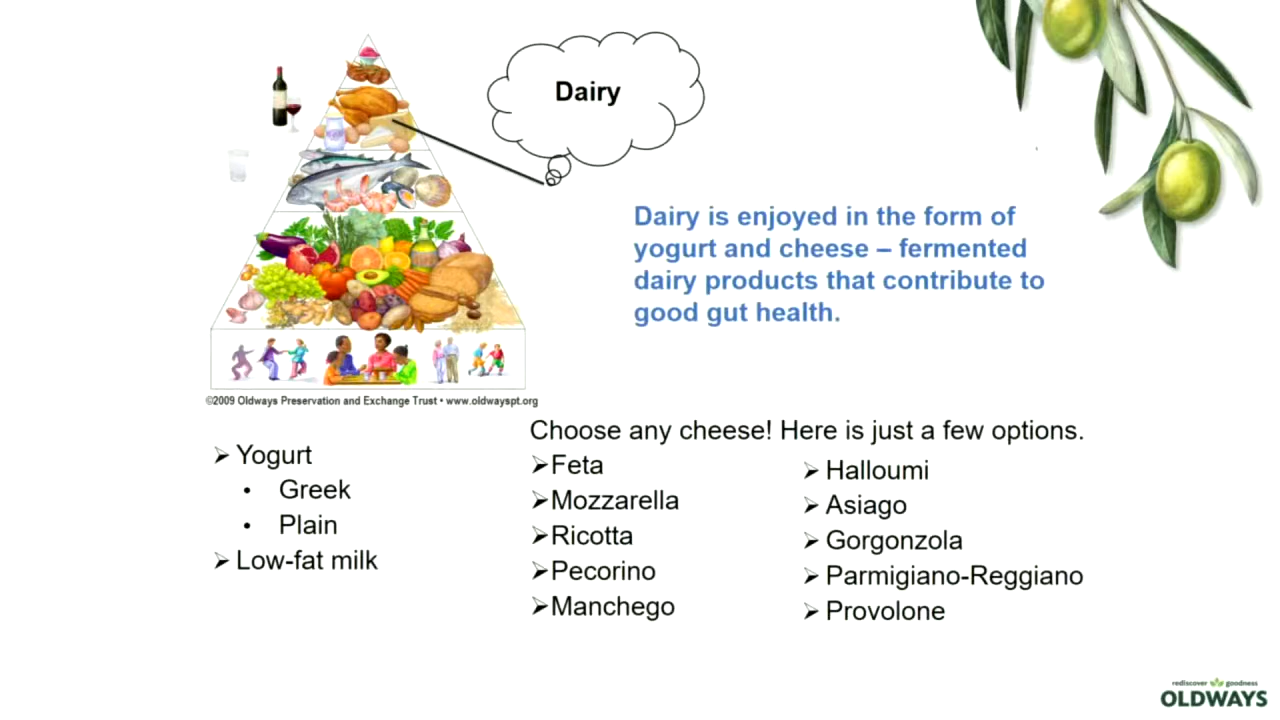 Dairy
Dairy is enjoyed in the form of
yogurt and cheese – fermented
dairy products that contribute to
good gut health.
©2009 Oldways Preservation and Exchange Trust • www.oldwayspt.org
➢ Yogurt
• Greek
• Plain
➢ Low-fat milk
Choose any cheese! Here is just a few options.
➢Feta
➢Mozzarella
➢Ricotta
➢Pecorino
➢Manchego
➢ Halloumi
➢ Asiago
➢ Gorgonzola
➢ Parmigiano-Reggiano
➢ Provolone
rediscover goodness
OLDWAYS